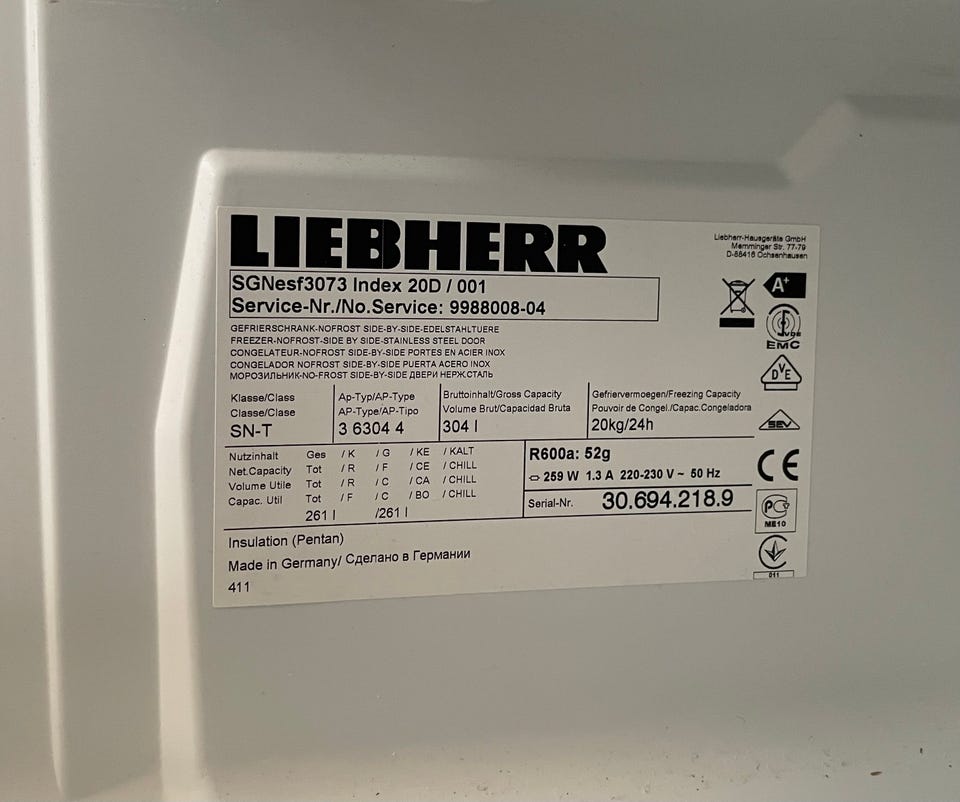 LIEBHERR
Liebherr-Hausgeräte GmbH
Memminger Str. 77-79
D-88416 Ochsenhausen
SGNesf3073 Index 20D / 001
Service-Nr./No.Service: 9988008-04
A+
GEFRIERSCHRANK-NOFROST SIDE-BY-SIDE-EDELSTAHLTUERE
FREEZER-NOFROST-SIDE BY SIDE-STAINLESS STEEL DOOR
CONGELATEUR-NOFROST SIDE-BY-SIDE PORTES EN ACIER INOX
CONGELADOR NOFROST SIDE-BY-SIDE PUERTA ACERO INOX
МОРОЗИЛЬНИК-NO-FROST SIDE-BY-SIDE ДВЕРИ НЕРЖ.СТАЛЬ
VDE
EMC
DVE
Klasse/Class
Classe/Clase
SN-T
Ap-Typ/AP-Type
AP-Type/AP-Tipo
3 6304 4
Bruttoinhalt/Gross Capacity
Volume Brut/Capacidad Bruta
304 l
Gefriervermoegen/Freezing Capacity
Pouvoir de Congel./Capac.Congeladora
20kg/24h
SEV
Nutzinhalt Ges / K / G / KE / KALT
Net.Capacity Tot / R / F / CE / CHILL
Volume Utile Tot / R / C / CA / CHILL
Capac. Util Tot / F / C / BO / CHILL
261 l /261 l
R600a: 52g
259 W 1.3 A 220-230 V ~ 50 Hz
Serial-Nr. 30.694.218.9
CE
ME10
011
Insulation (Pentan)
Made in Germany/ Сделано в Германии
411